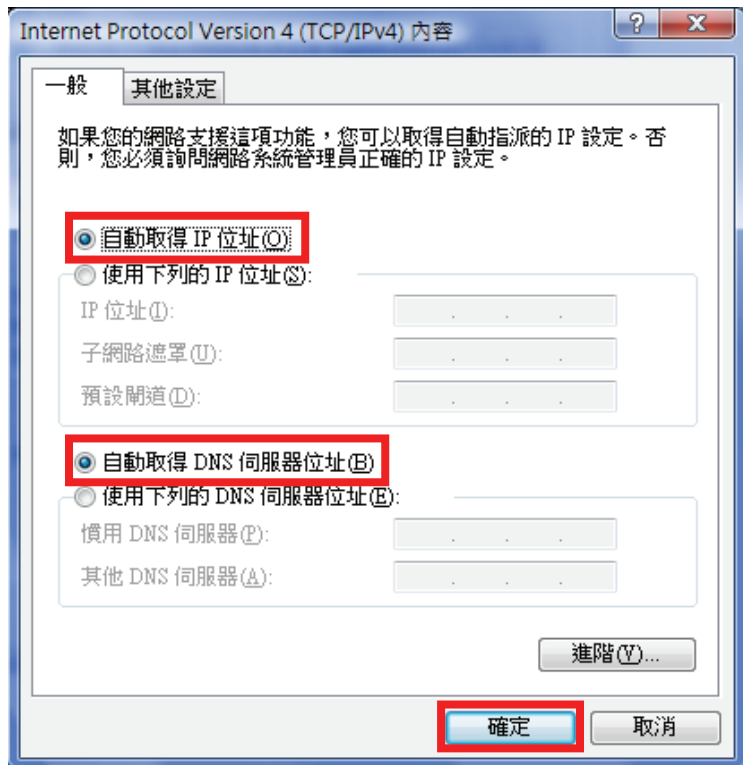 Internet Protocol Version 4 (TCP/IPv4) 內容
一般
其他設定
如果您的網路支援這項功能，您可以取得自動指派的 IP 設定。否
則，您必須詢問網路系統管理員正確的 IP 設定。
自動取得 IP 位址(O)
使用下列的 IP 位址(S):
IP 位址(I):
子網路遮罩(U):
預設閘道(D):
自動取得 DNS 伺服器位址(B)
使用下列的 DNS 伺服器位址(E):
慣用 DNS 伺服器(P):
其他 DNS 伺服器(A):
進階(V)...
確定
取消